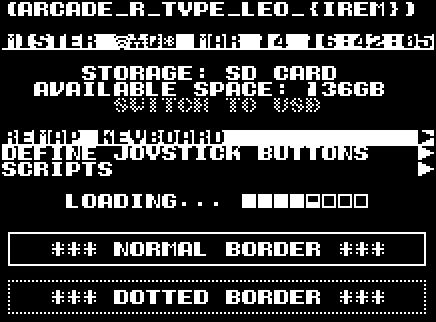 (ARCADE_R_TYPE_LEO_{IREM})
MISTER MAR 14 16:42:05
STORAGE: SD CARD
AVAILABLE SPACE: 136GB
SWITCH TO USB
REMAP KEYBOARD
DEFINE JOYSTICK BUTTONS
SCRIPTS
LOADING...
*** NORMAL BORDER ***
*** DOTTED BORDER ***